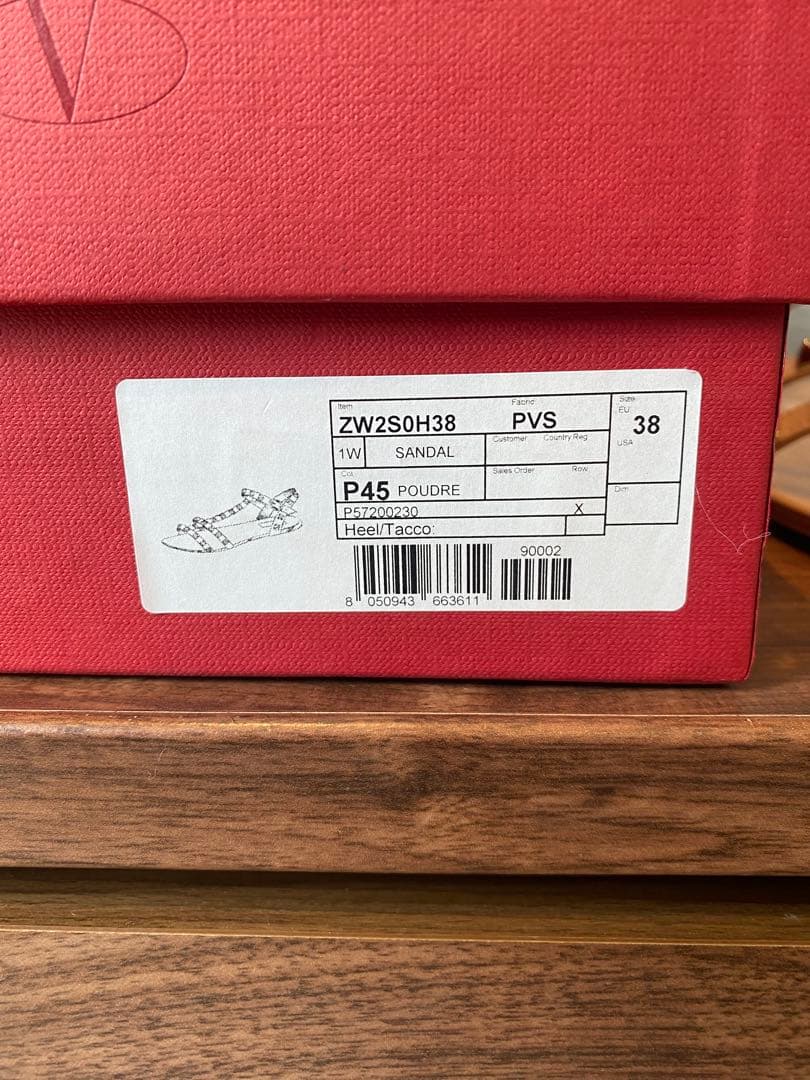 V
Item
Fabric
Size
ZW2S0H38
PVS
EU
38
USA
1W
SANDAL
Customer
Country Reg
Col.
P45 POUDRE
Sales Order
Row
Dim
P57200230
X
Heel/Tacco:
90002
8 050943 663611